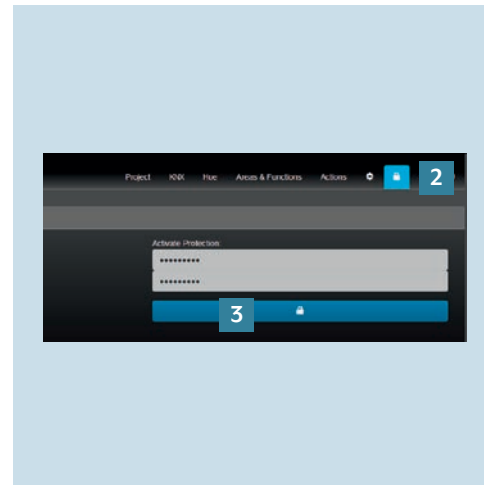 Project KNX Hue Areas & Functions Actions 2
Activate Protection
•••••••••
•••••••••
3